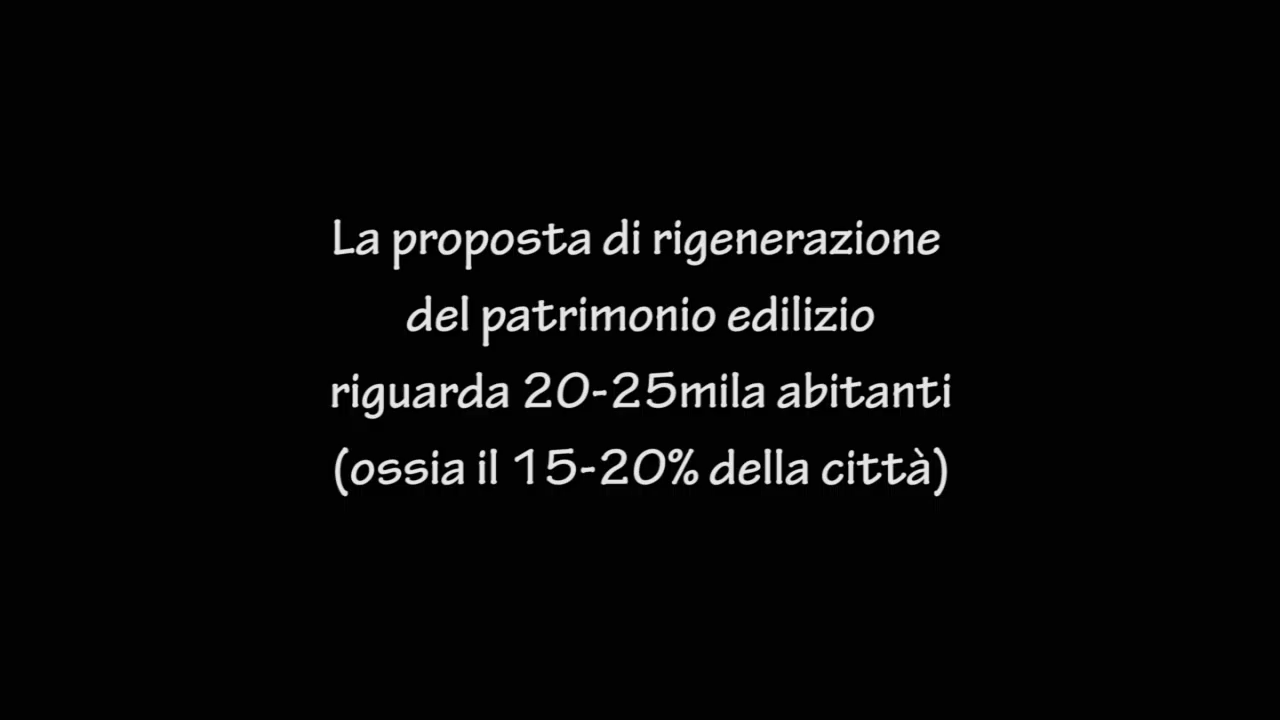 La proposta di rigenerazione
del patrimonio edilizio
riguarda 20-25mila abitanti
(ossia il 15-20% della città)